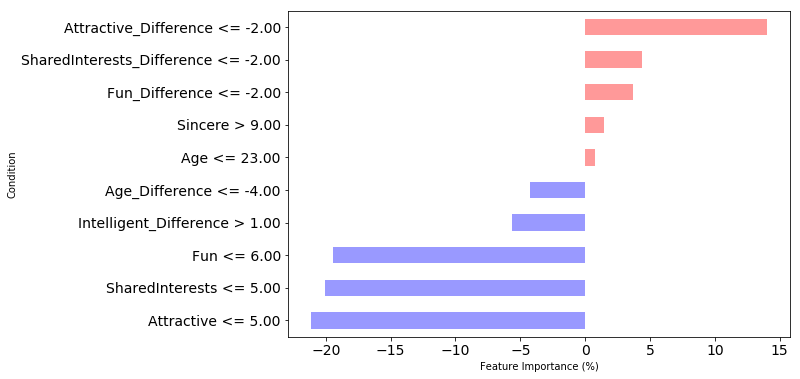 Attractive_Difference <= -2.00
SharedInterests_Difference <= -2.00
Fun_Difference <= -2.00
Sincere > 9.00
Age <= 23.00
Age_Difference <= -4.00
Intelligent_Difference > 1.00
Fun <= 6.00
SharedInterests <= 5.00
Attractive <= 5.00
Condition
−20 −15 −10 −5 0 5 10 15
Feature Importance (%)